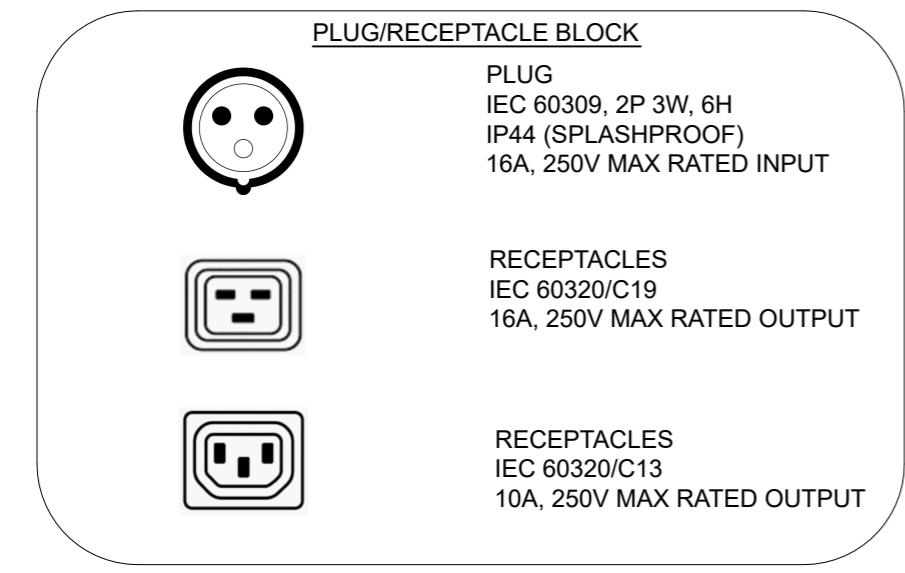 PLUG/RECEPTACLE BLOCK
PLUG
IEC 60309, 2P 3W, 6H
IP44 (SPLASHPROOF)
16A, 250V MAX RATED INPUT
RECEPTACLES
IEC 60320/C19
16A, 250V MAX RATED OUTPUT
RECEPTACLES
IEC 60320/C13
10A, 250V MAX RATED OUTPUT